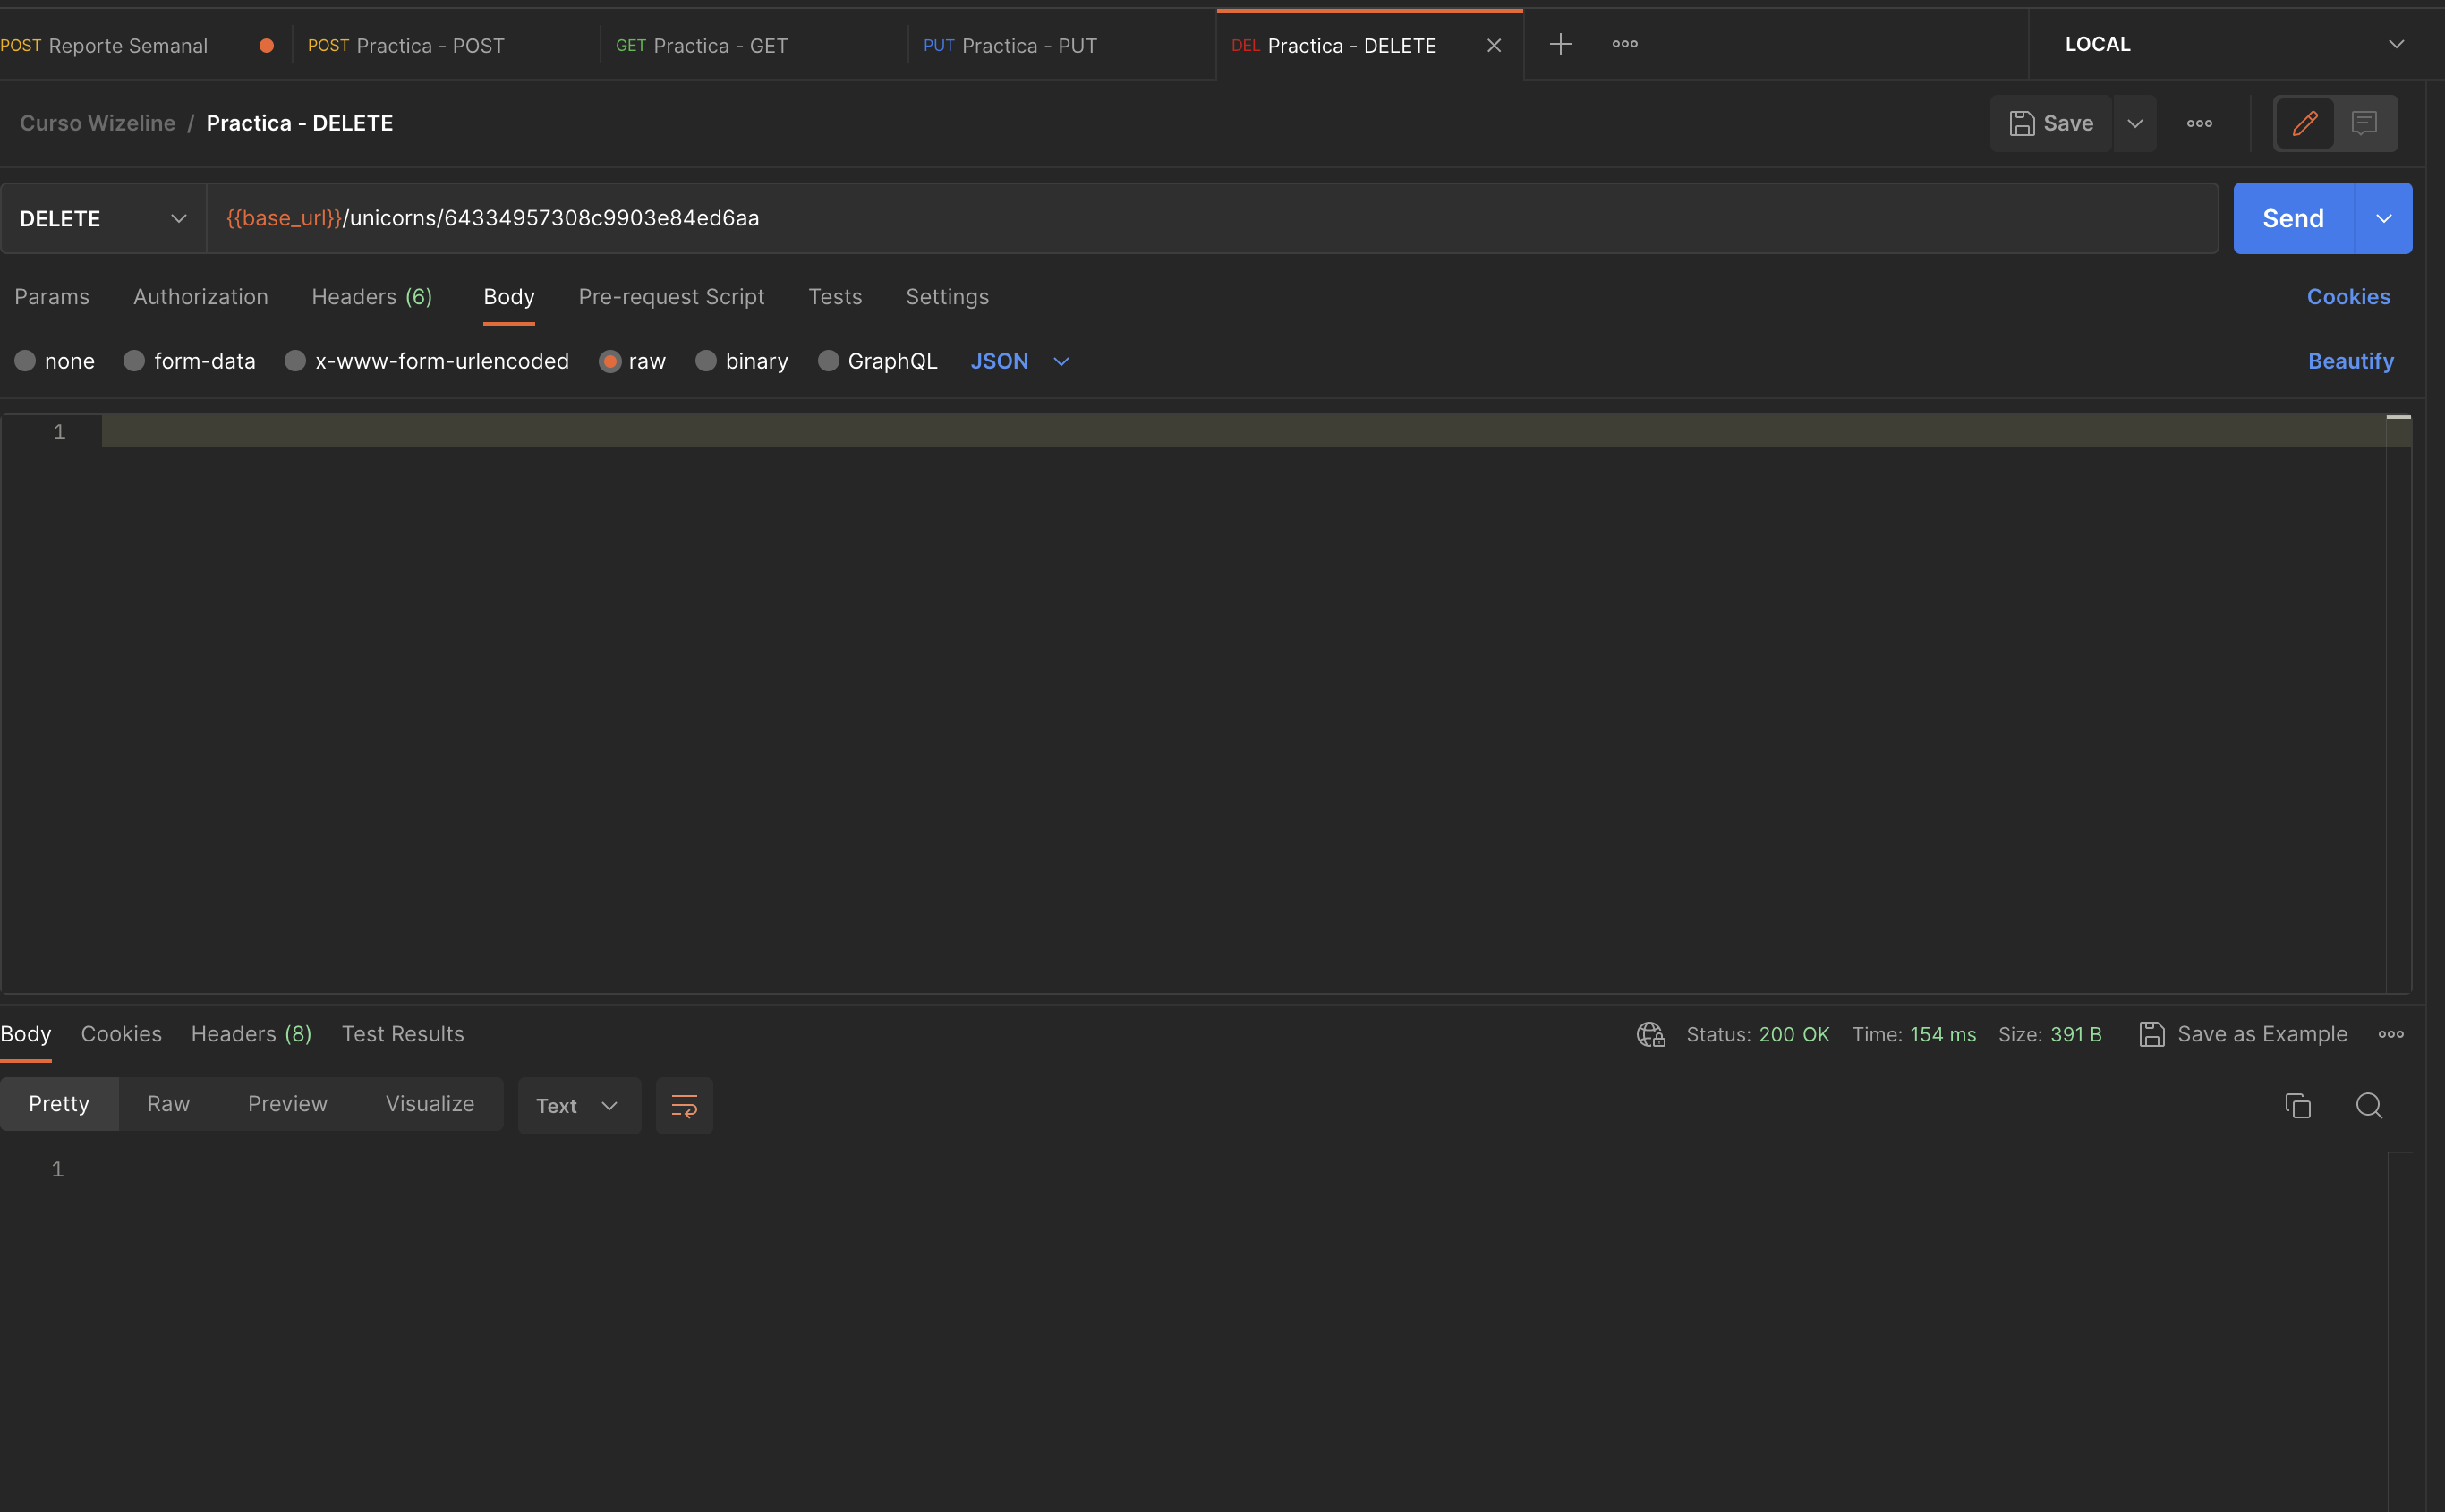 POST Reporte Semanal POST Practica - POST GET Practica - GET PUT Practica - PUT DEL Practica - DELETE LOCAL
Curso Wizeline / Practica - DELETE Save
DELETE {{base_url}}/unicorns/64334957308c9903e84ed6aa Send
Params Authorization Headers (6) Body Pre-request Script Tests Settings Cookies
none form-data x-www-form-urlencoded raw binary GraphQL JSON Beautify
1
Body Cookies Headers (8) Test Results Status: 200 OK Time: 154 ms Size: 391 B Save as Example
Pretty Raw Preview Visualize Text
1